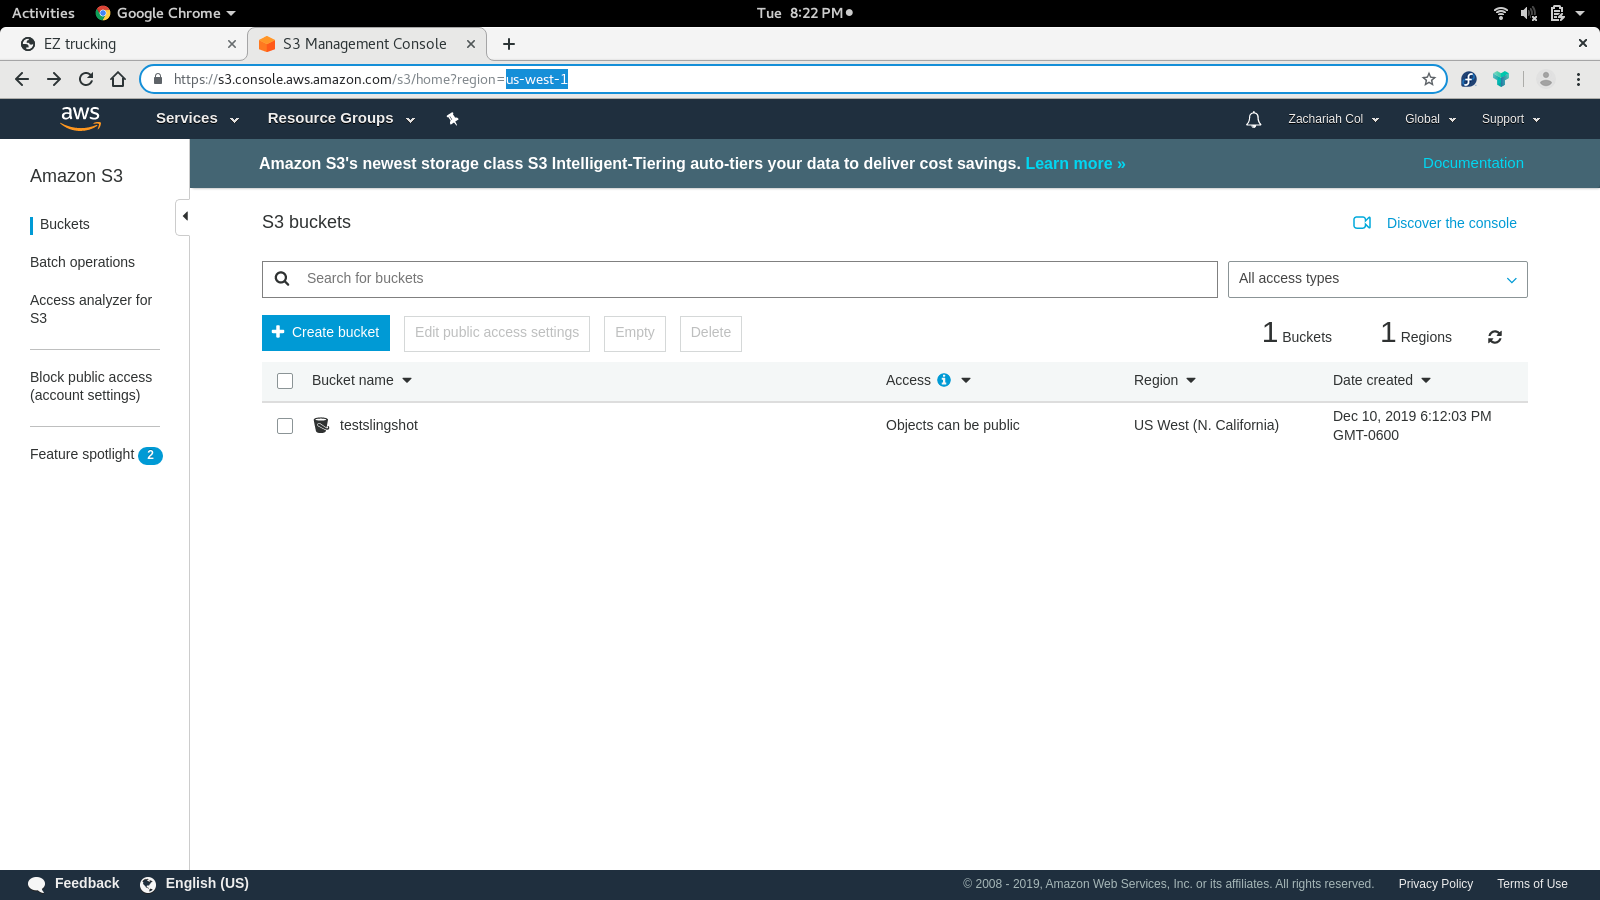 Activities Google Chrome Tue 8:22 PM
EZ trucking S3 Management Console
https://s3.console.aws.amazon.com/s3/home?region=us-west-1
aws Services Resource Groups Zachariah Col Global Support
Amazon S3's newest storage class S3 Intelligent-Tiering auto-tiers your data to deliver cost savings. Learn more » Documentation
Amazon S3
Buckets
Batch operations
Access analyzer for
S3
Block public access
(account settings)
Feature spotlight 2
S3 buckets Discover the console
Search for buckets All access types
Create bucket Edit public access settings Empty Delete 1 Buckets 1 Regions
Bucket name Access Region Date created
testslingshot Objects can be public US West (N. California) Dec 10, 2019 6:12:03 PM
GMT-0600
Feedback English (US) © 2008 - 2019, Amazon Web Services, Inc. or its affiliates. All rights reserved. Privacy Policy Terms of Use